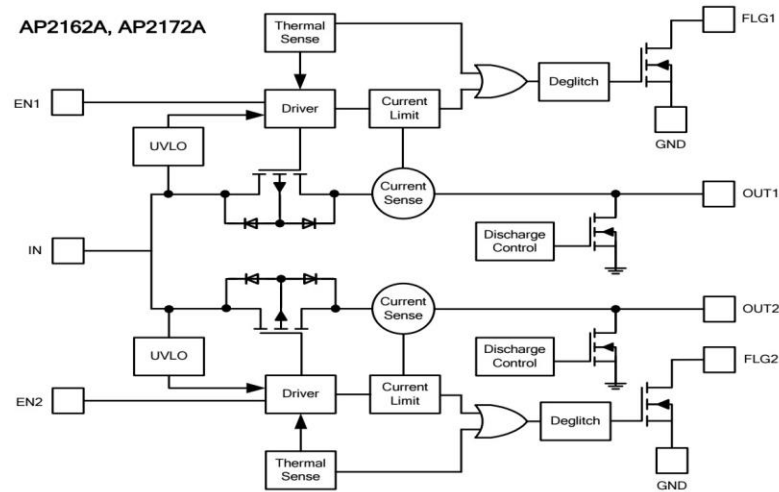 AP2162A, AP2172A
Thermal
Sense
FLG1
EN1
Driver
Current
Limit
Deglitch
UVLO
GND
Current
Sense
OUT1
Discharge
Control
IN
Current
Sense
OUT2
UVLO
Discharge
Control
FLG2
EN2
Driver
Current
Limit
Deglitch
Thermal
Sense
GND